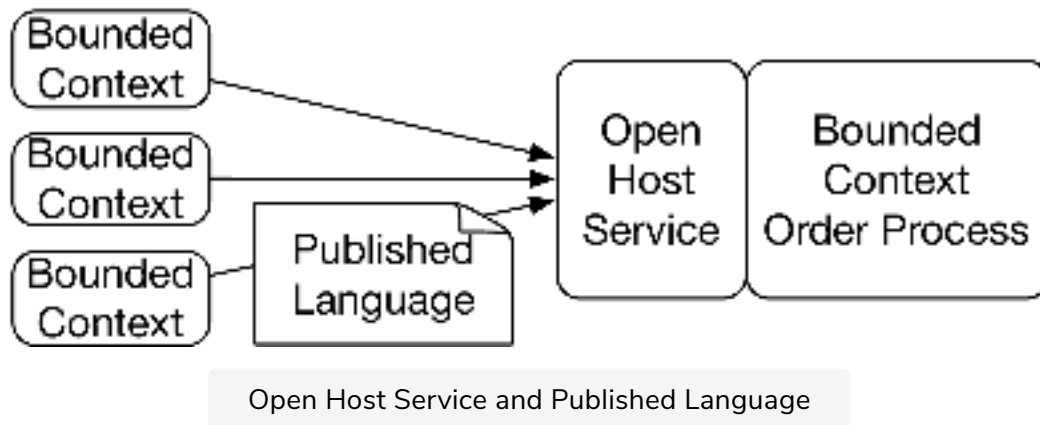 Bounded
Context
Bounded
Context
Bounded
Context
Published
Language
Open
Host
Service
Bounded
Context
Order Process
Open Host Service and Published Language